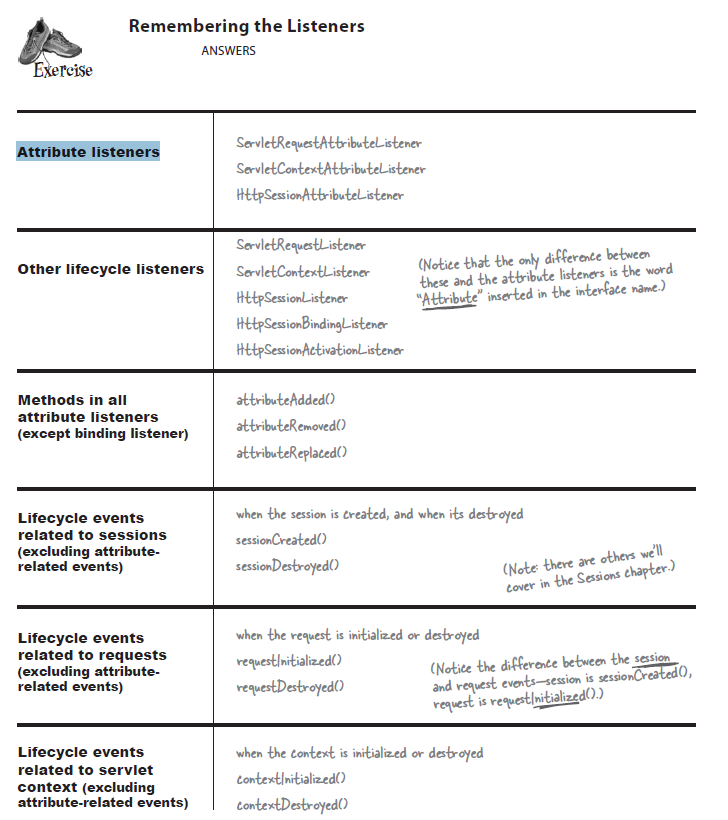 Remembering the Listeners
ANSWERS
Exercise
Attribute listeners
ServletRequestAttributeListener
ServletContextAttributeListener
HttpSessionAttributeListener
Other lifecycle listeners
ServletRequestListener
ServletContextListener
HttpSessionListener
HttpSessionBindingListener
HttpSessionActivationListener
(Notice that the only difference between
these and the attribute listeners is the word
"Attribute" inserted in the interface name.)
Methods in all
attribute listeners
(except binding listener)
attributeAdded()
attributeRemoved()
attributeReplaced()
Lifecycle events
related to sessions
(excluding attribute-
related events)
when the session is created, and when its destroyed
sessionCreated()
sessionDestroyed()
(Note: there are others we'll
cover in the Sessions chapter.)
Lifecycle events
related to requests
(excluding attribute-
related events)
when the request is initialized or destroyed
requestInitialized()
requestDestroyed()
(Notice the difference between the session
and request events—session is sessionCreated(),
request is requestInitialized().)
Lifecycle events
related to servlet
context (excluding
attribute-related events)
when the context is initialized or destroyed
contextInitialized()
contextDestroyed()